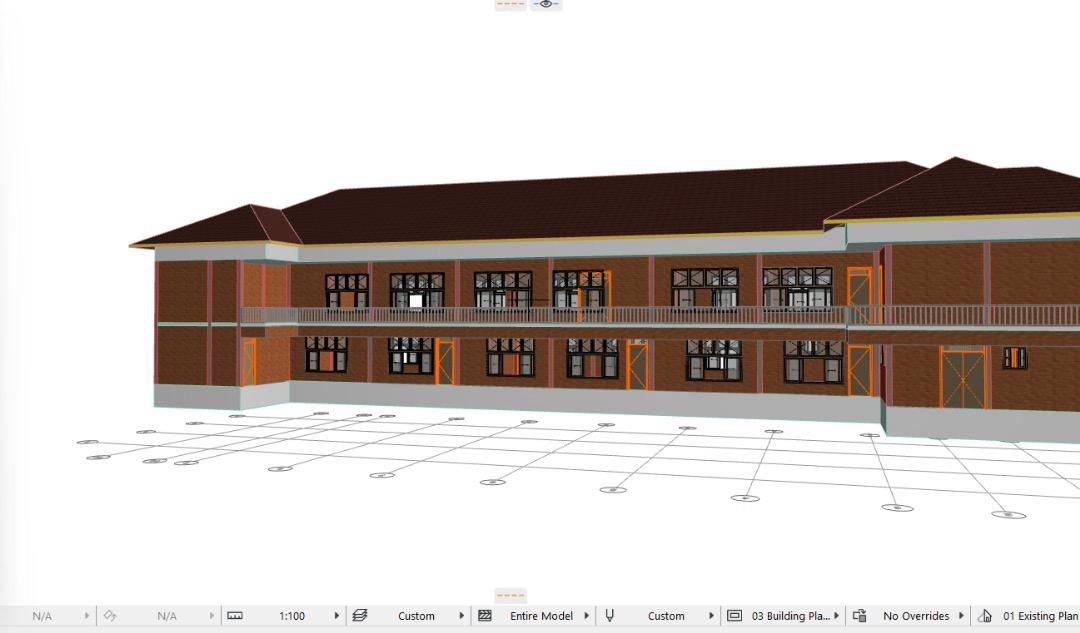 N/A N/A 1:100 Custom Entire Model Custom 03 Building Pla... No Overrides 01 Existing Plan